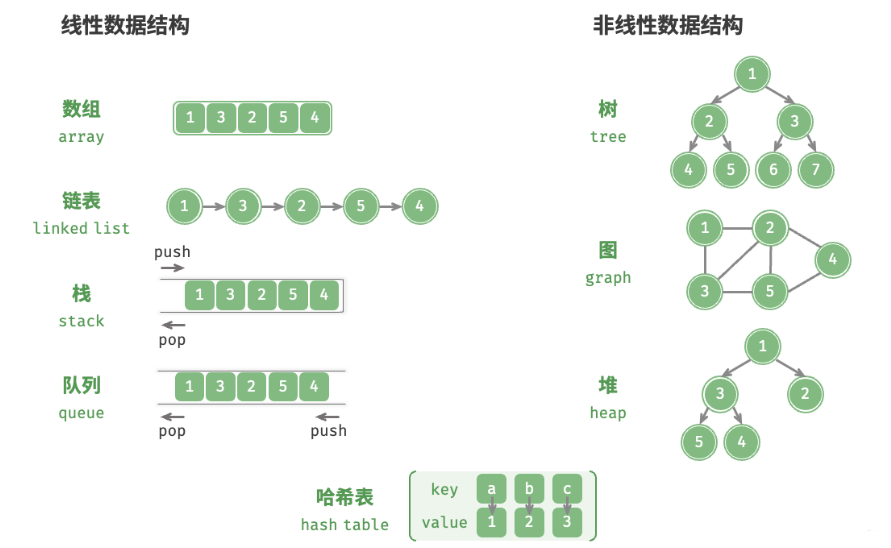 线性数据结构
非线性数据结构
数组
array
1 3 2 5 4
链表
linked list
1 3 2 5 4
栈
stack
push
1 3 2 5 4
pop
队列
queue
1 3 2 5 4
pop
push
树
tree
1
2 3
4 5 6 7
图
graph
1 2
4
3 5
堆
heap
1
3 2
5 4
哈希表
hash table
key a b c
value 1 2 3